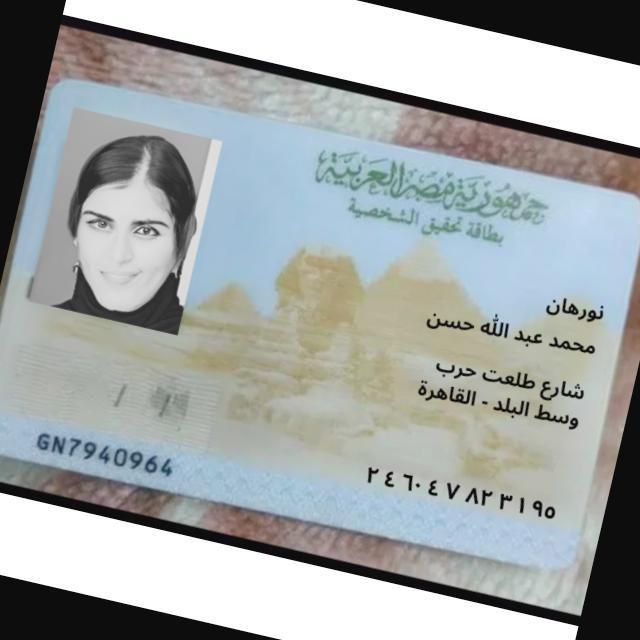 جمهورية مصر العربية
بطاقة تحقيق الشخصية
نورهان
محمد عبد الله حسن
شارع طلعت حرب
وسط البلد - القاهرة
٢٤٦٠٤٧٨٢٣١٩٥
GN7940964